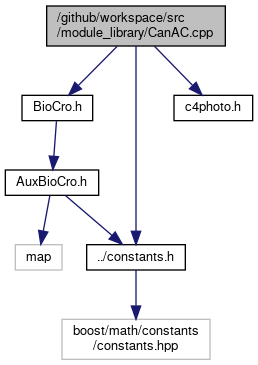 /github/workspace/src
/module_library/CanAC.cpp
BioCro.h
c4photo.h
AuxBioCro.h
map
../constants.h
boost/math/constants
/constants.hpp